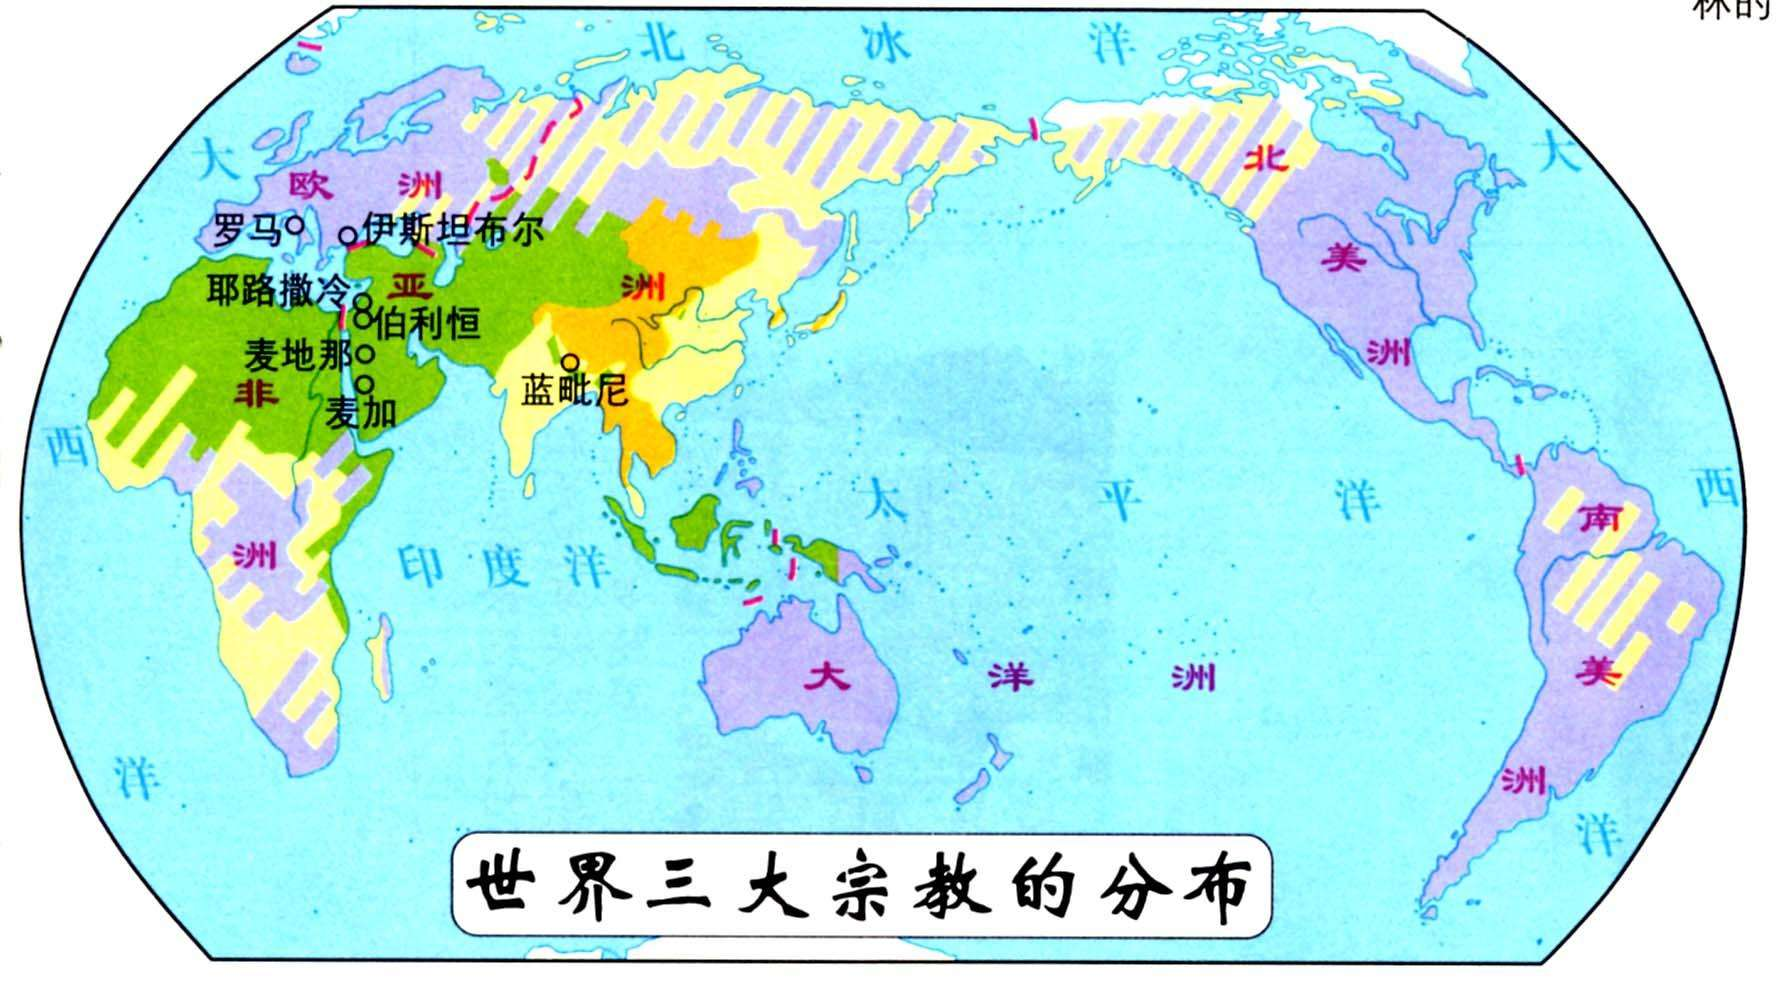 林的
北冰洋
大
大
北
欧洲
罗马
伊斯坦布尔
美
耶路撒冷
亚
洲
伯利恒
麦地那
洲
非
蓝毗尼
麦加
西
太平洋
西
南
洲
印度洋
大洋洲
美
洋
洲
洋
世界三大宗教的分布